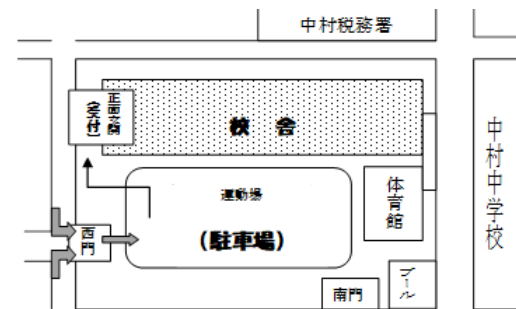 中村税務署
正面玄関
(受付)
校舎
中村中学校
運動場
(駐車場)
体育館
西門
南門
プール